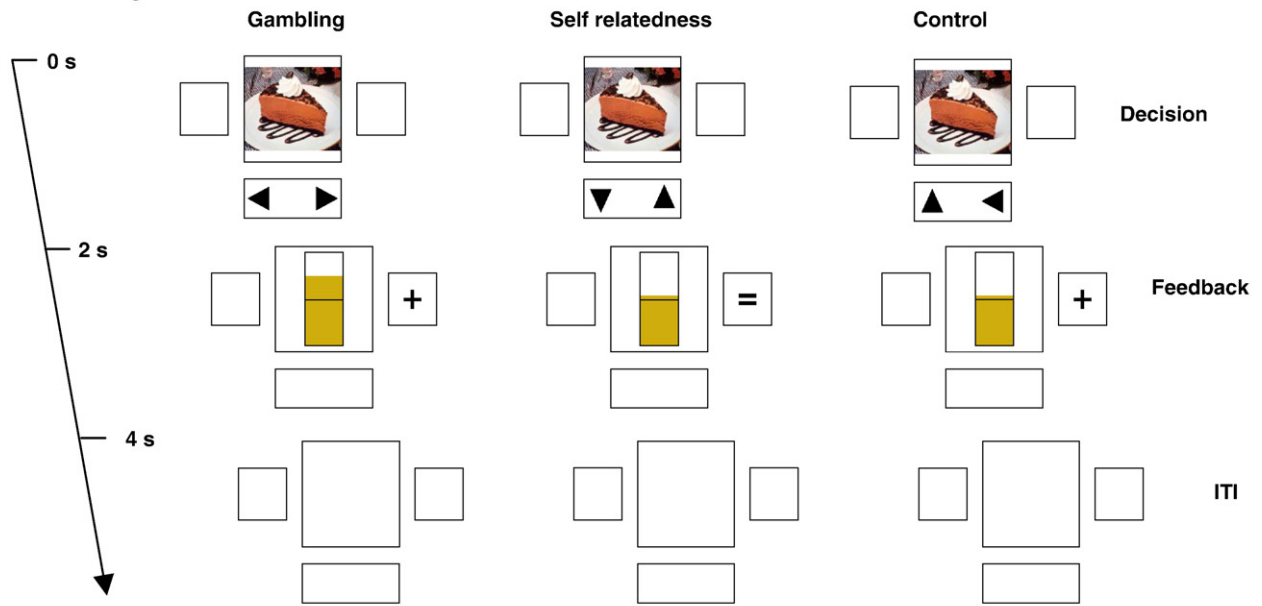 Gambling
Self relatedness
Control
0 s
Decision
2 s
+
=
+
Feedback
4 s
ITI